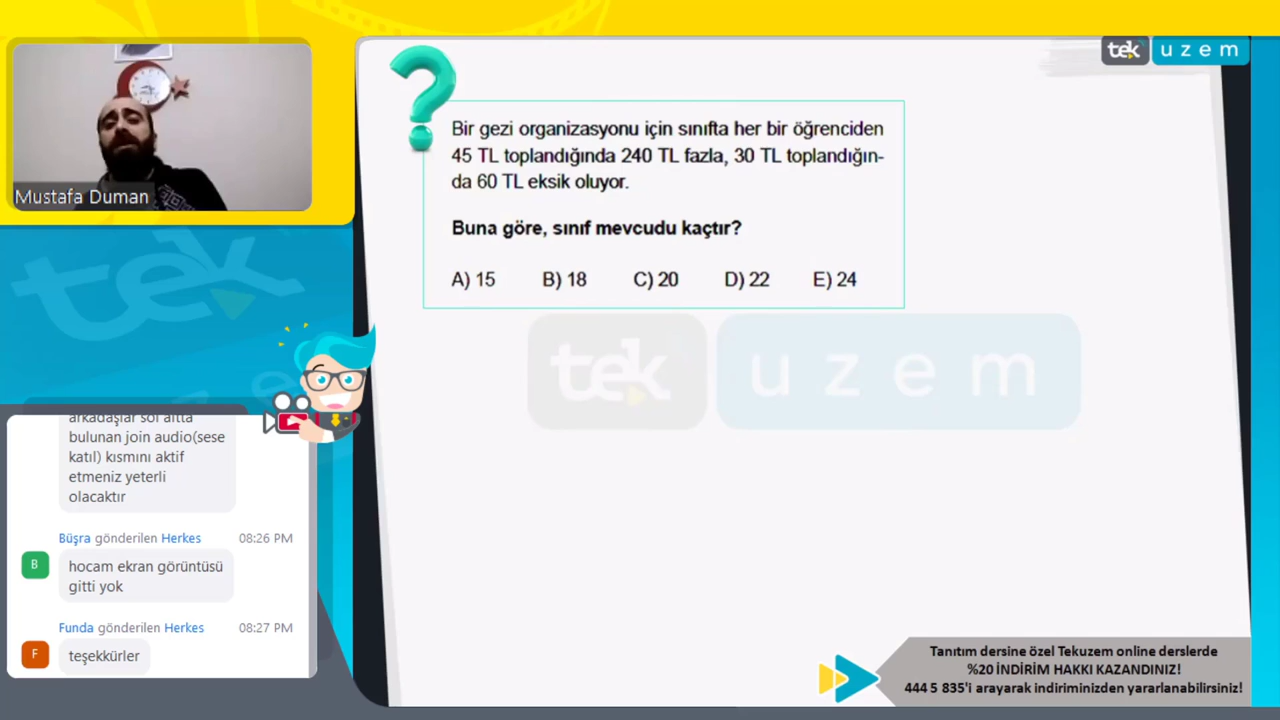 tek uzem
Mustafa Duman
Bir gezi organizasyonu için sınıfta her bir öğrenciden
45 TL toplandığında 240 TL fazla, 30 TL toplandığın-
da 60 TL eksik oluyor.
Buna göre, sınıf mevcudu kaçtır?
A) 15 B) 18 C) 20 D) 22 E) 24
tek uzem
tek
arkadaşlar sol altta
bulunan join audio(sese
katıl) kısmını aktif
etmeniz yeterli
olacaktır
Büşra gönderilen Herkes 08:26 PM
B
hocam ekran görüntüsü
gitti yok
Funda gönderilen Herkes 08:27 PM
F
teşekkürler
Tanıtım dersine özel Tekuzem online derslerde
%20 İNDİRİM HAKKI KAZANDINIZ!
444 5 835'i arayarak indiriminizden yararlanabilirsiniz!